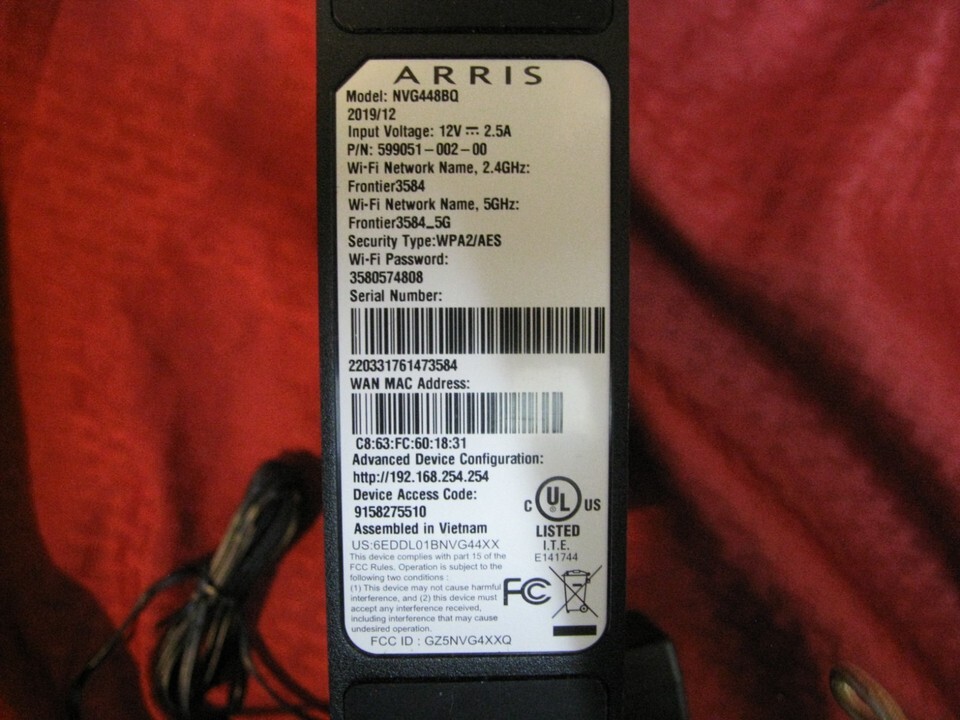 ARRIS
Model: NVG448BQ
2019/12
Input Voltage: 12V ⎓ 2.5A
P/N: 599051-002-00
Wi-Fi Network Name, 2.4GHz:
Frontier3584
Wi-Fi Network Name, 5GHz:
Frontier3584_5G
Security Type:WPA2/AES
Wi-Fi Password:
3580574808
Serial Number:
220331761473584
WAN MAC Address:
C8:63:FC:60:18:31
Advanced Device Configuration:
http://192.168.254.254
Device Access Code:
9158275510
Assembled in Vietnam
US:6EDDL01BNVG44XX
This device complies with part 15 of the
FCC Rules. Operation is subject to the
following two conditions :
(1) This device may not cause harmful
interference, and (2) this device must
accept any interference received,
including interference that may cause
undesired operation.
FCC ID : GZ5NVG4XXQ
C UL US
®
LISTED
I.T.E.
E141744
FC